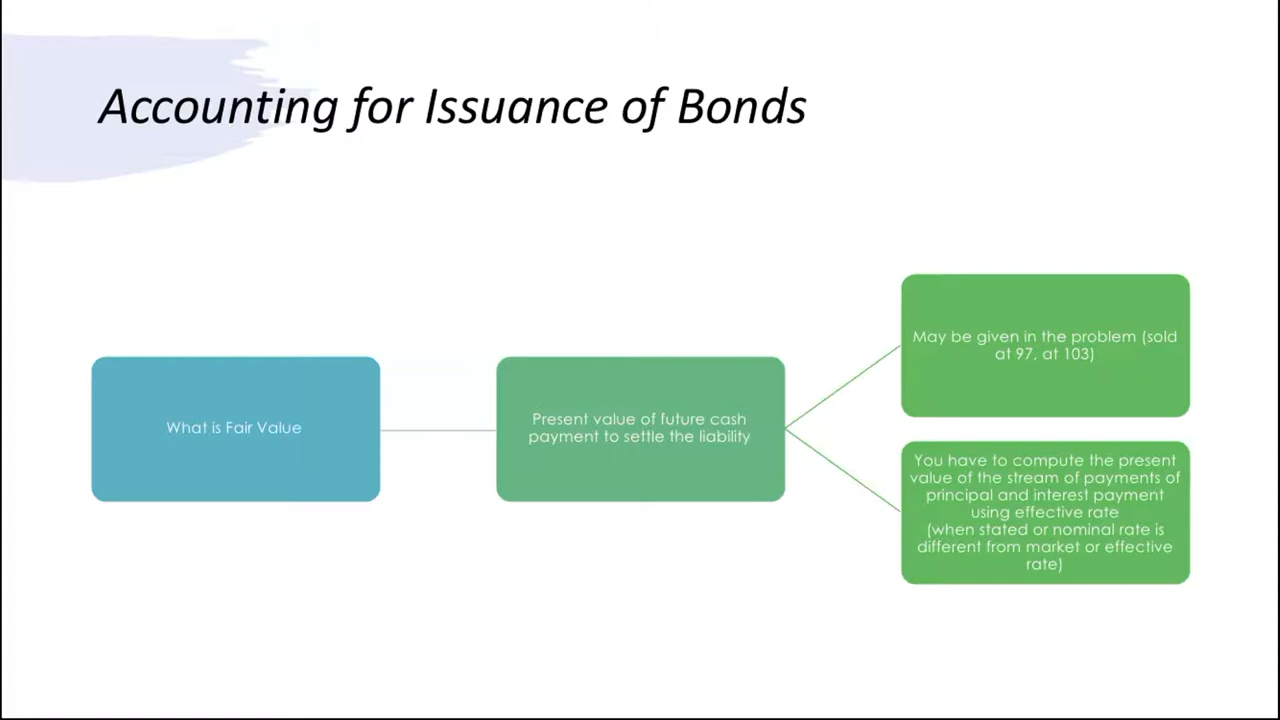 Accounting for Issuance of Bonds
What is Fair Value
Present value of future cash
payment to settle the liability
May be given in the problem (sold
at 97, at 103)
You have to compute the present
value of the stream of payments of
principal and interest payment
using effective rate
(when stated or nominal rate is
different from market or effective
rate)